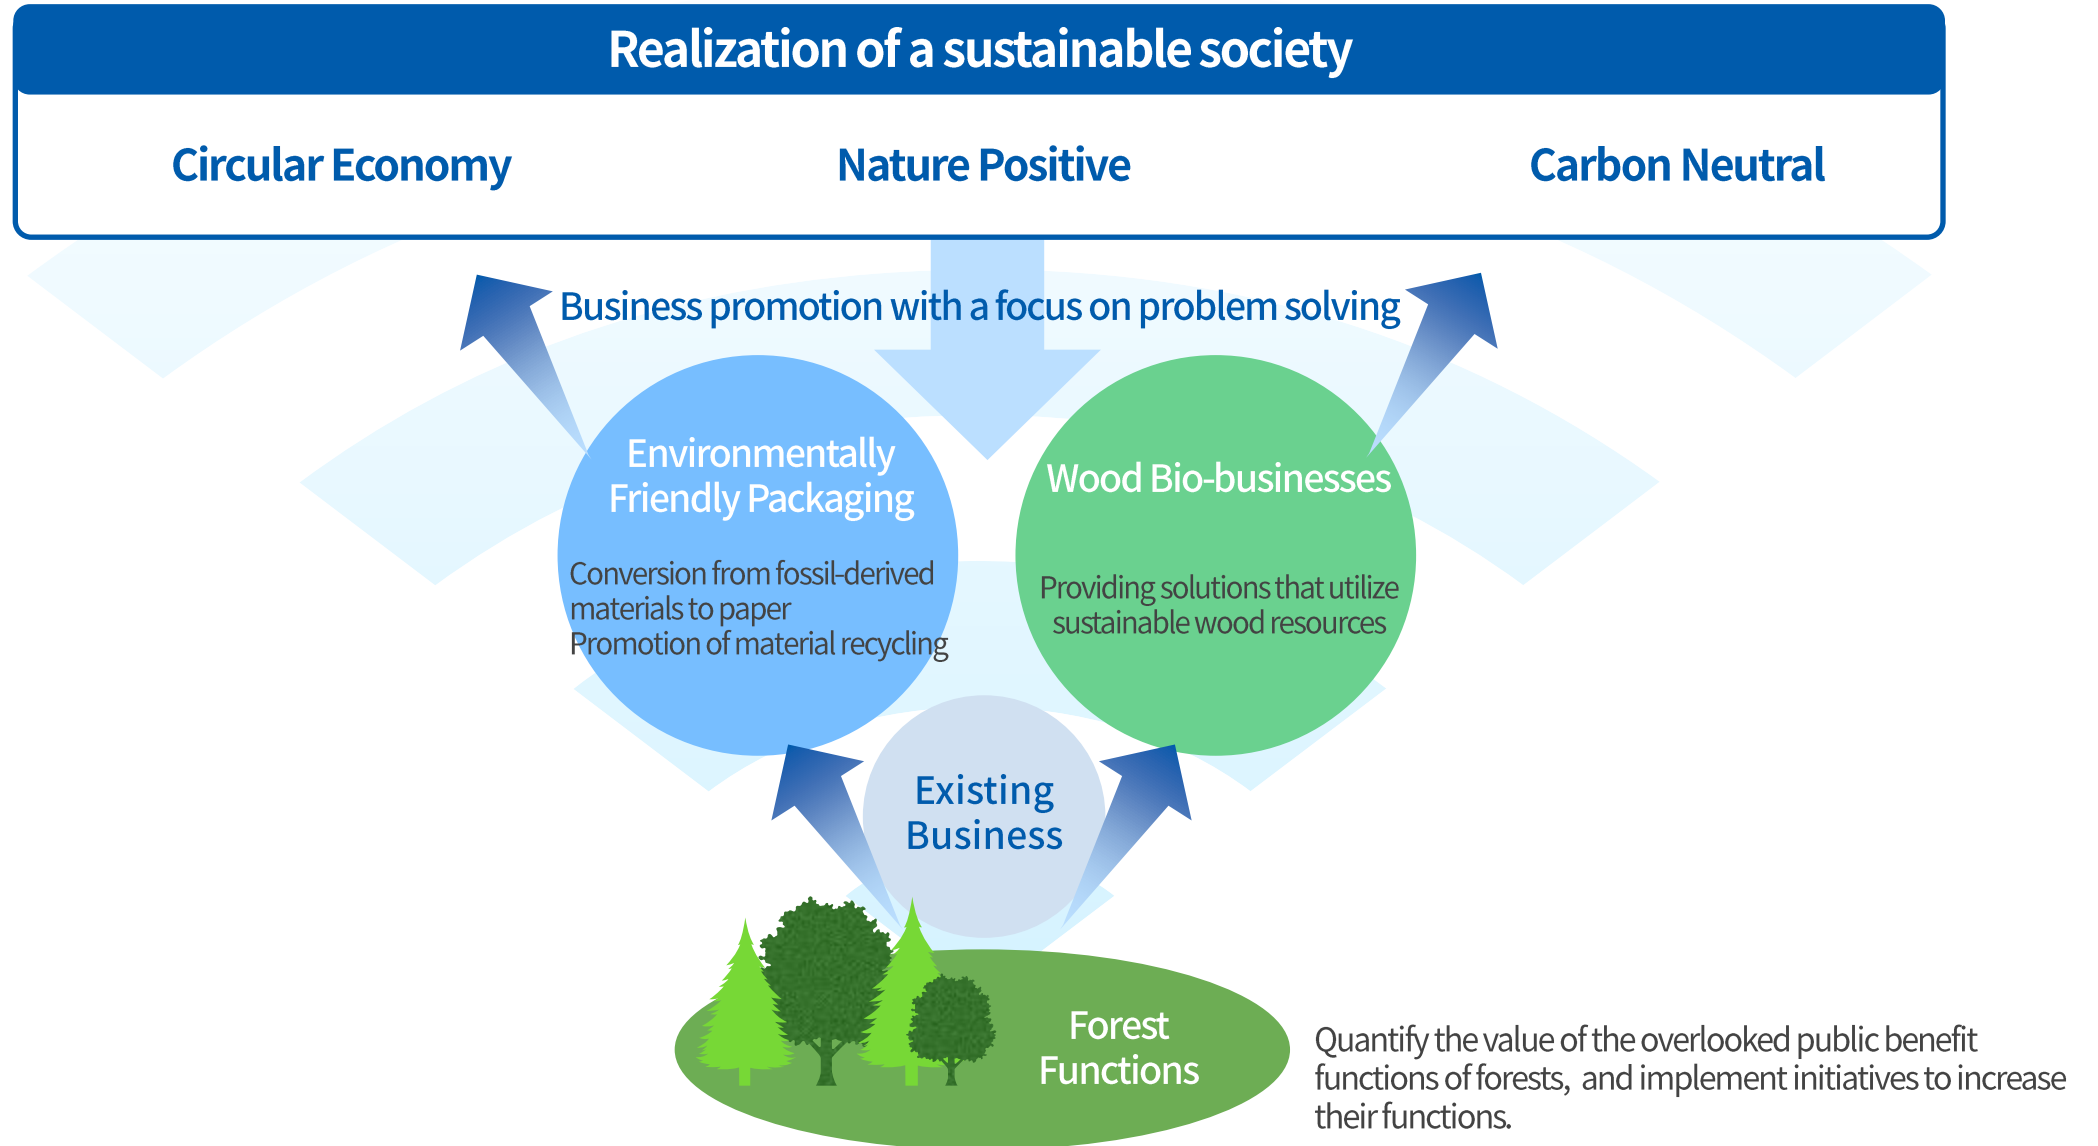 Realization of a sustainable society
Circular Economy
Nature Positive
Carbon Neutral
Business promotion with a focus on problem solving
Environmentally
Friendly Packaging
Conversion from fossil-derived
materials to paper
Promotion of material recycling
Wood Bio-businesses
Providing solutions that utilize
sustainable wood resources
Existing
Business
Forest
Functions
Quantify the value of the overlooked public benefit
functions of forests, and implement initiatives to increase
their functions.